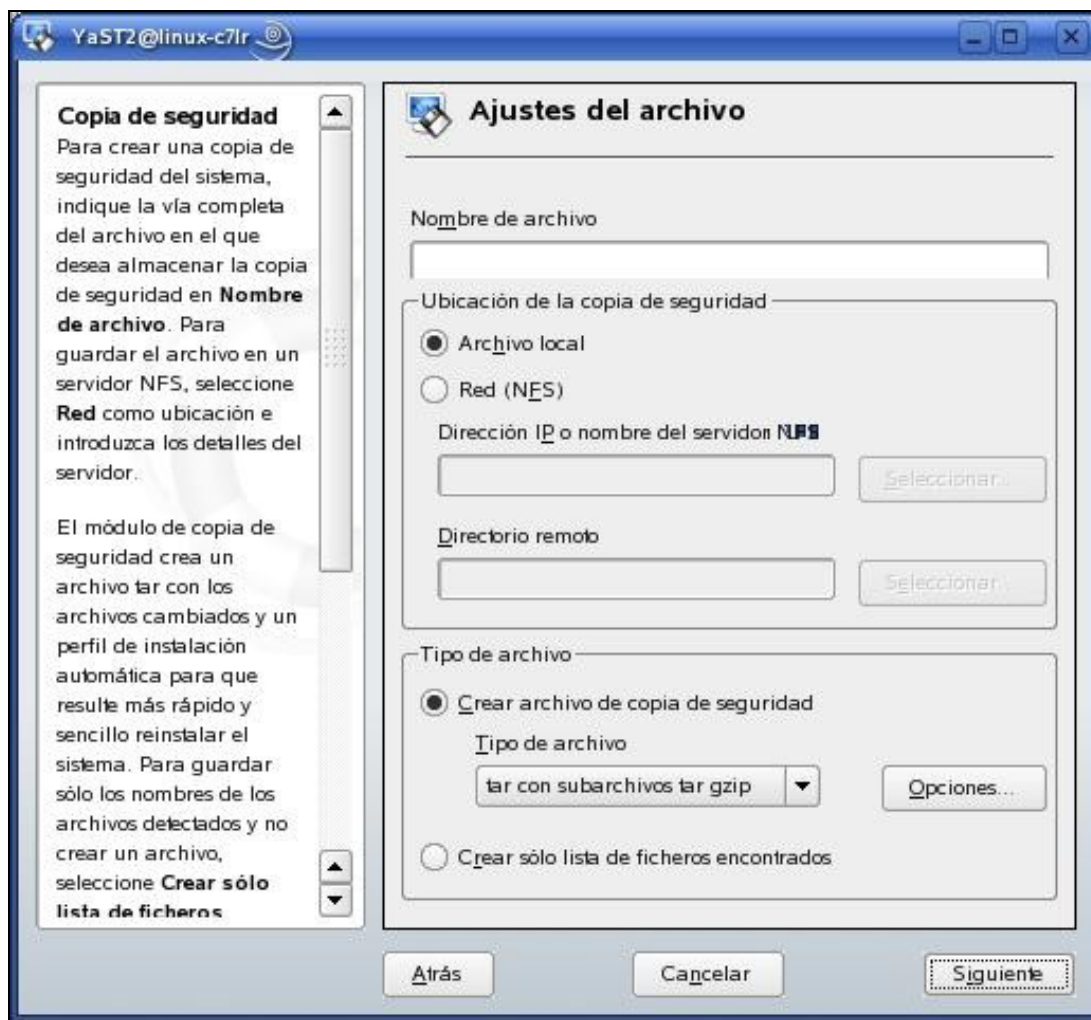 YaST2@linux-c7lr
Copia de seguridad
Para crear una copia de
seguridad del sistema,
indique la vía completa
del archivo en el que
desea almacenar la copia
de seguridad en Nombre
de archivo. Para
guardar el archivo en un
servidor NFS, seleccione
Red como ubicación e
introduzca los detalles del
servidor.
El módulo de copia de
seguridad crea un
archivo tar con los
archivos cambiados y un
perfil de instalación
automática para que
resulte más rápido y
sencillo reinstalar el
sistema. Para guardar
sólo los nombres de los
archivos detectados y no
crear un archivo,
seleccione Crear sólo
lista de ficheros
Ajustes del archivo
Nombre de archivo
Ubicación de la copia de seguridad
Archivo local
Red (NFS)
Dirección IP o nombre del servidor
Seleccionar...
Directorio remoto
Seleccionar...
Tipo de archivo
Crear archivo de copia de seguridad
Tipo de archivo
tar con subarchivos tar gzip
Opciones...
Crear sólo lista de ficheros encontrados
Atrás
Cancelar
Siguiente